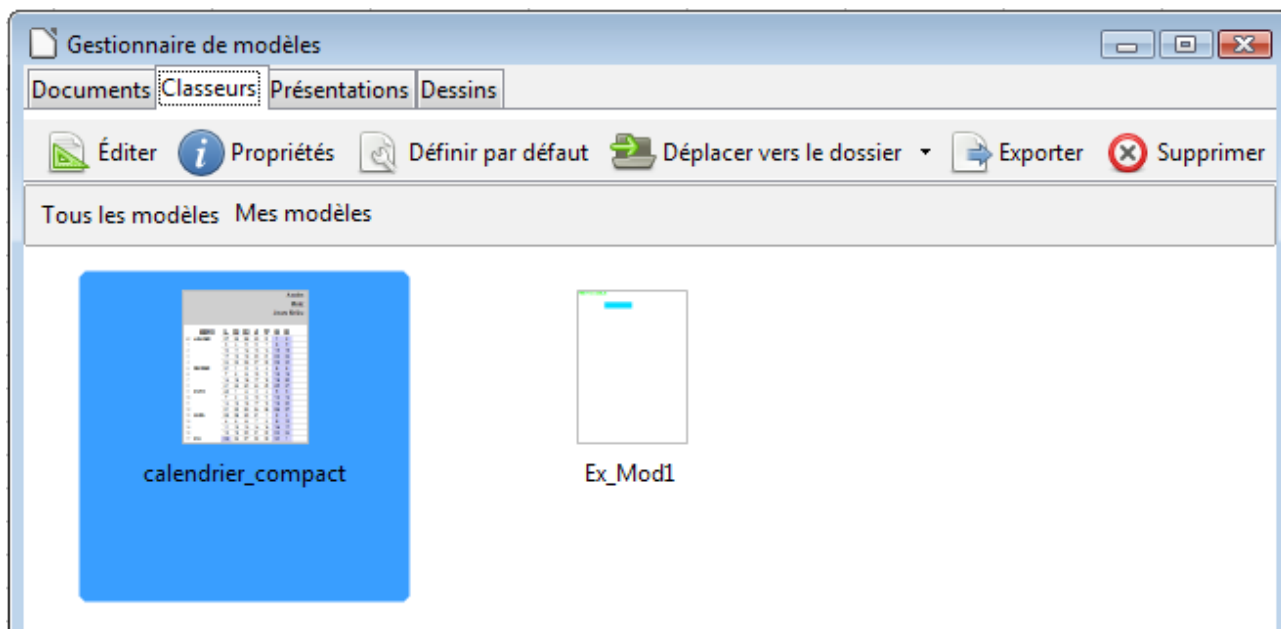 Gestionnaire de modèles
Documents Classeurs Présentations Dessins
Éditer Propriétés Définir par défaut Déplacer vers le dossier Exporter Supprimer
Tous les modèles Mes modèles
calendrier_compact Ex_Mod1